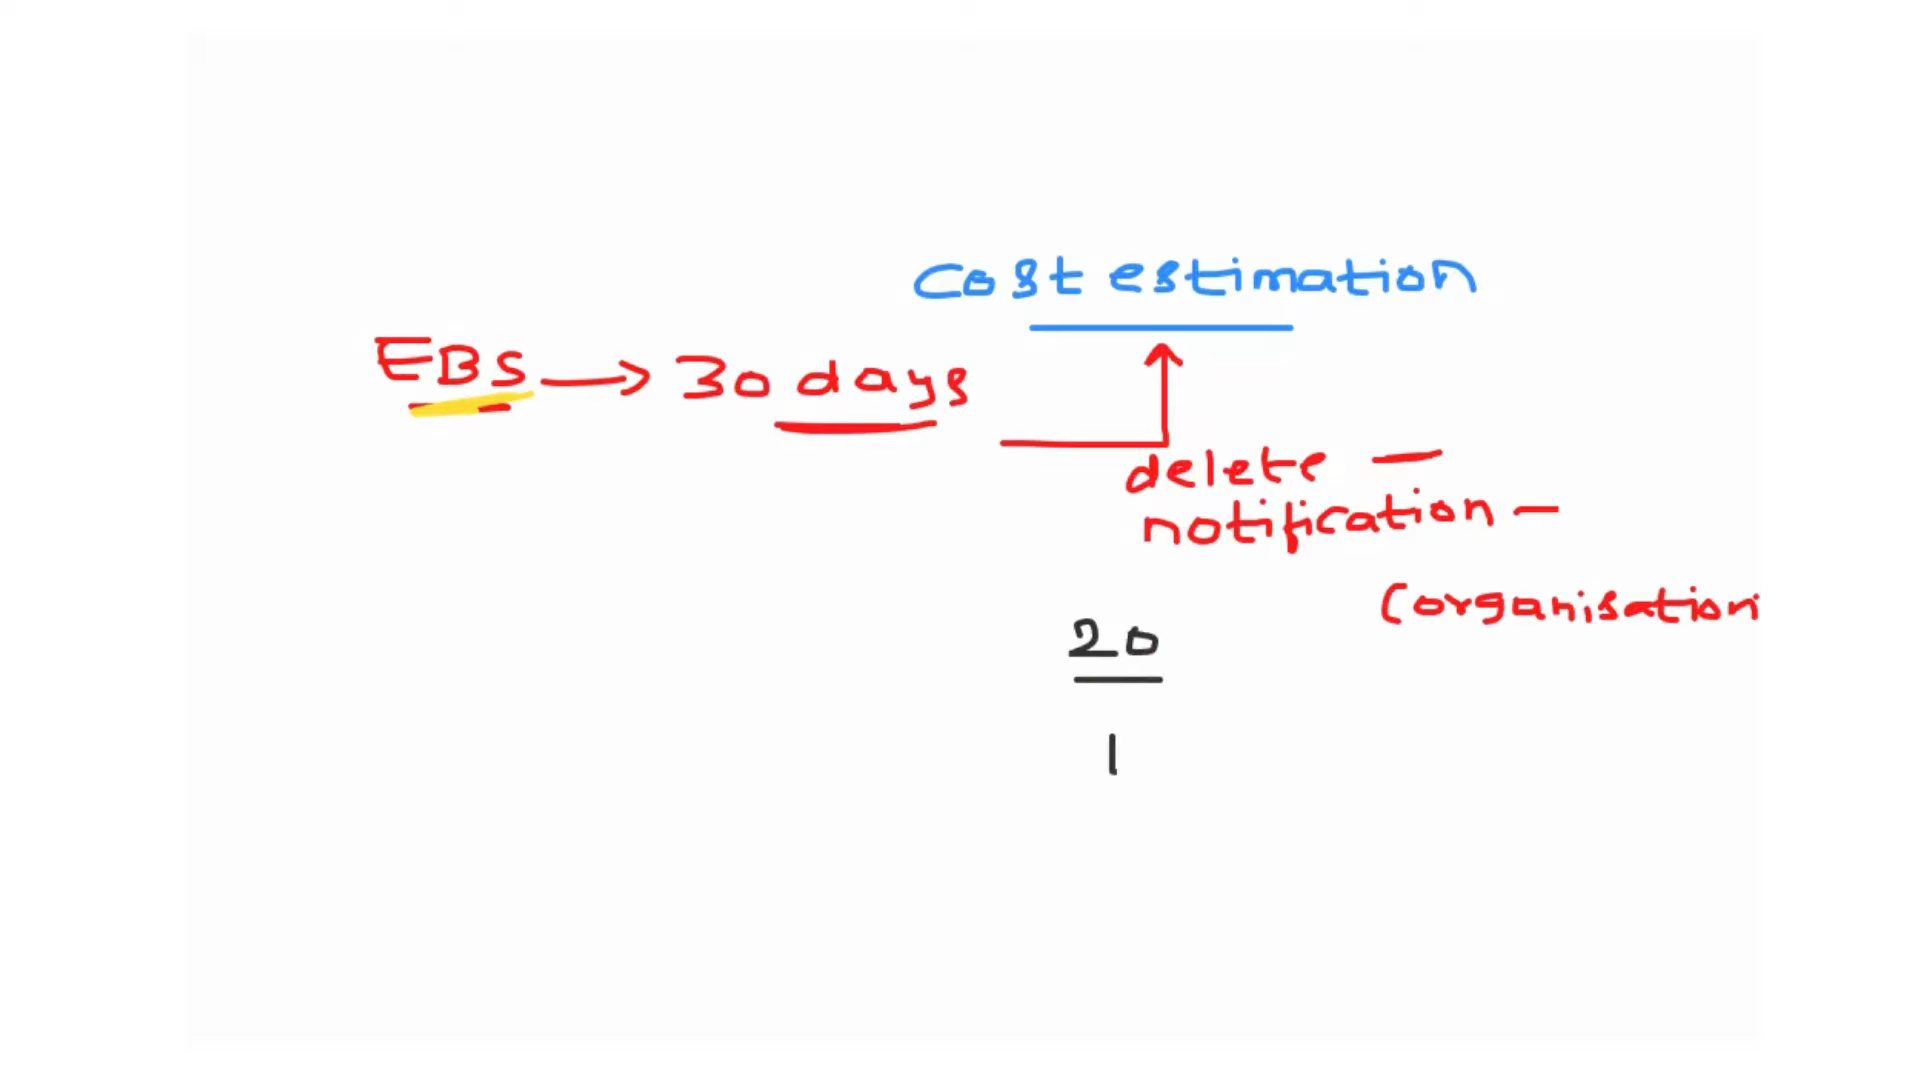 cost estimation
EBS → 30 days
delete —
notification —
(organisation
20
1